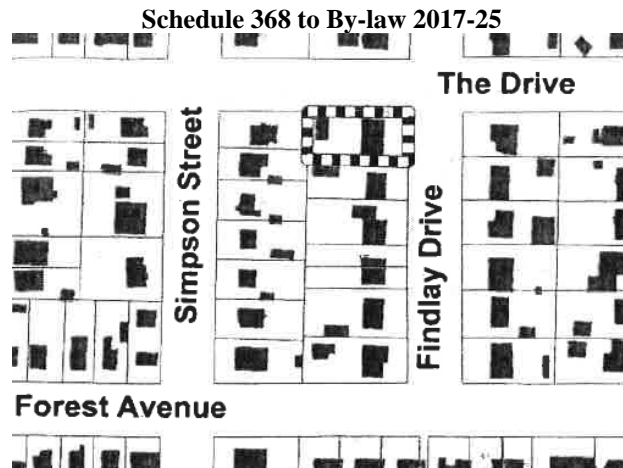 Schedule 368 to By-law 2017-25
The Drive
Simpson Street
Findlay Drive
Forest Avenue